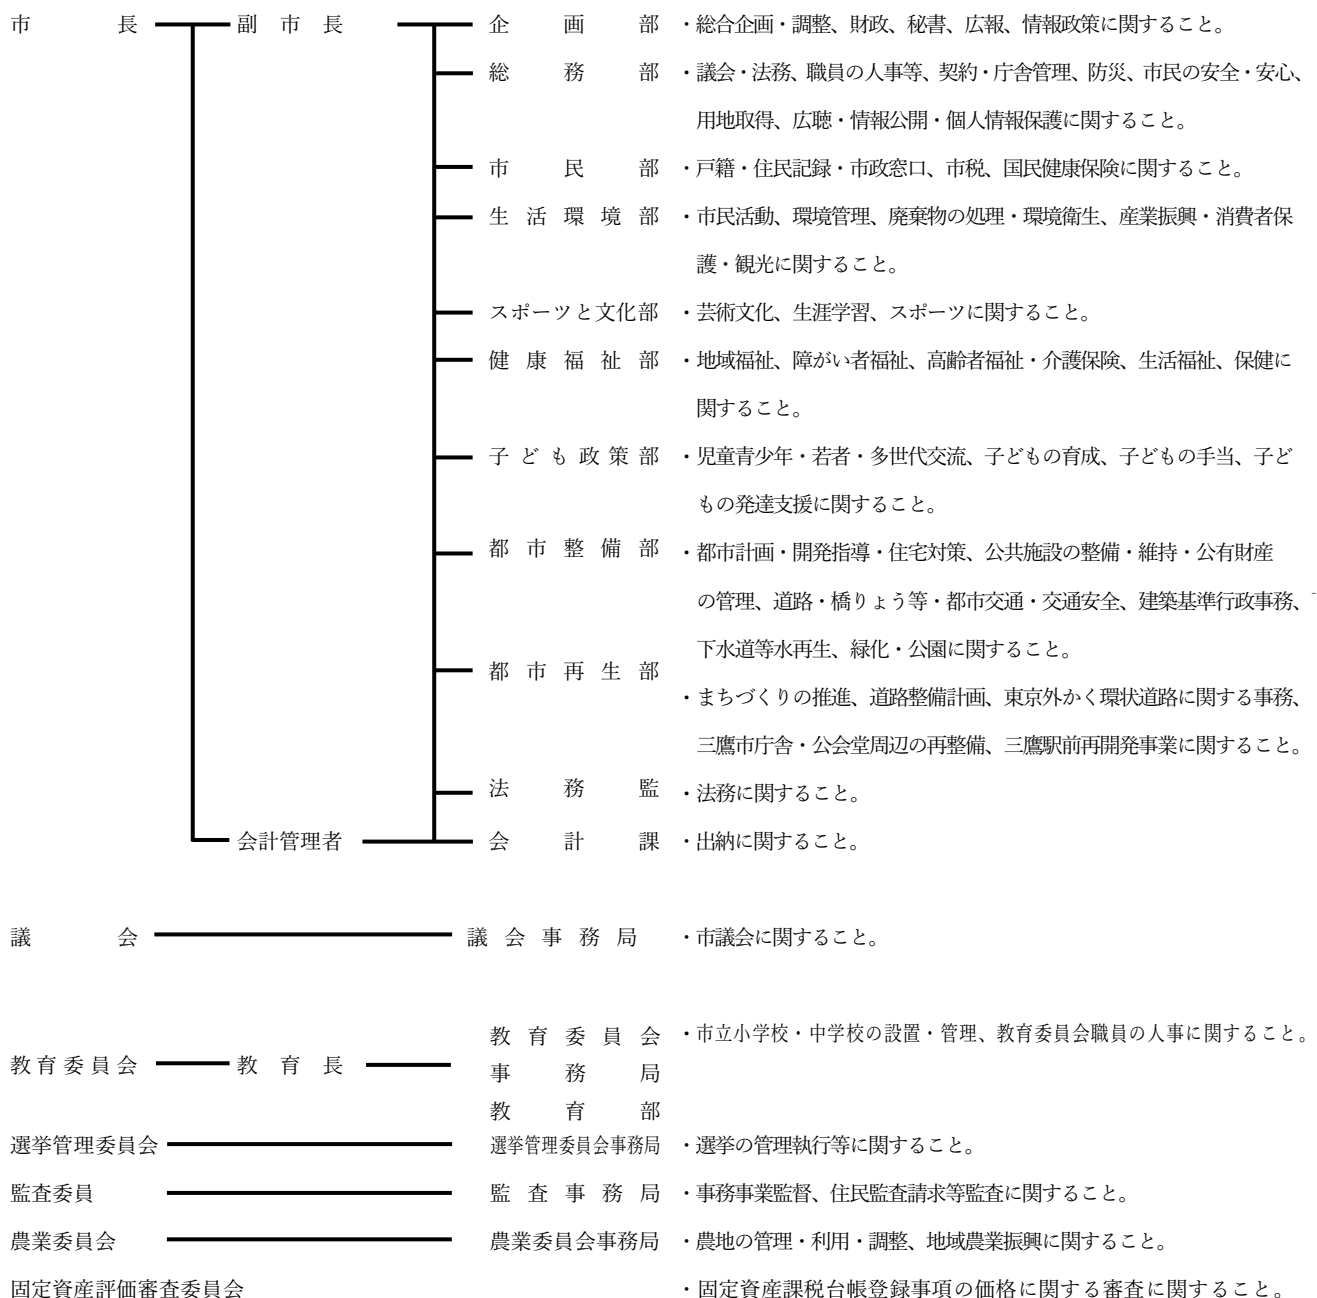 市長 副市長 企画部 ・総合企画・調整、財政、秘書、広報、情報政策に関すること。
総務部 ・議会・法務、職員の人事等、契約・庁舎管理、防災、市民の安全・安心、
用地取得、広聴・情報公開・個人情報保護に関すること。
市民部 ・戸籍・住民記録・市政窓口、市税、国民健康保険に関すること。
生活環境部 ・市民活動、環境管理、廃棄物の処理・環境衛生、産業振興・消費者保
護・観光に関すること。
スポーツと文化部 ・芸術文化、生涯学習、スポーツに関すること。
健康福祉部 ・地域福祉、障がい者福祉、高齢者福祉・介護保険、生活福祉、保健に
関すること。
子ども政策部 ・児童青少年・若者・多世代交流、子どもの育成、子どもの手当、子ど
もの発達支援に関すること。
都市整備部 ・都市計画・開発指導・住宅対策、公共施設の整備・維持・公有財産
の管理、道路・橋りょう等・都市交通・交通安全、建築基準行政事務、
下水道等水再生、緑化・公園に関すること。
都市再生部
・まちづくりの推進、道路整備計画、東京外かく環状道路に関する事務、
三鷹市庁舎・公会堂周辺の再整備、三鷹駅前再開発事業に関すること。
法務監 ・法務に関すること。
会計管理者 会計課 ・出納に関すること。
議会 議会事務局 ・市議会に関すること。
教育委員会 ・市立小学校・中学校の設置・管理、教育委員会職員の人事に関すること。
教育委員会 教育長 事務局
教育部
選挙管理委員会 選挙管理委員会事務局 ・選挙の管理執行等に関すること。
監査委員 監査事務局 ・事務事業監督、住民監査請求等監査に関すること。
農業委員会 農業委員会事務局 ・農地の管理・利用・調整、地域農業振興に関すること。
固定資産評価審査委員会 ・固定資産課税台帳登録事項の価格に関する審査に関すること。